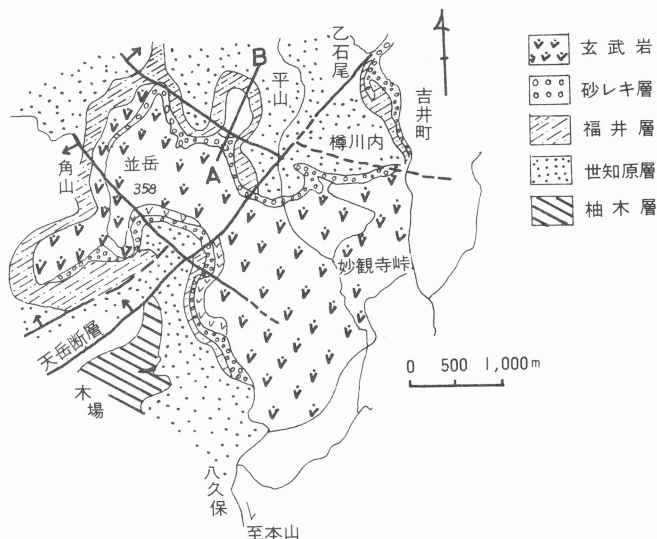 玄武岩
砂レキ層
福井層
世知原層
柚木層
乙石尾
B
平山
吉井町
樽川内
角山
並岳
358
A
妙観寺峠
天岳断層
木場
0 500 1,000m
八久保
至本山